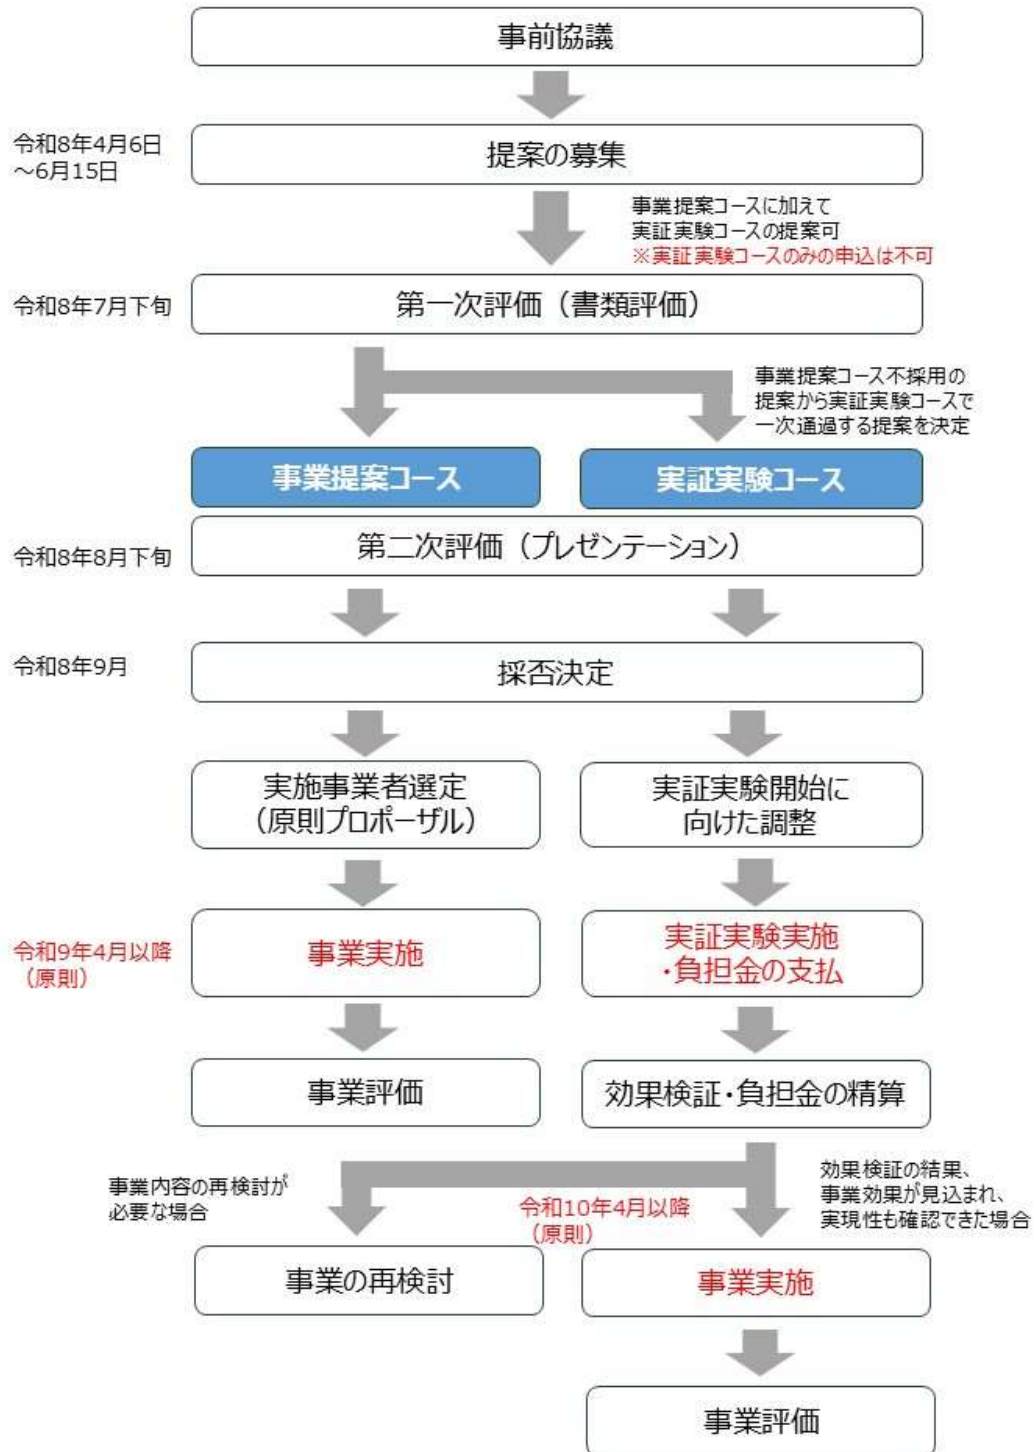 事前協議
令和8年4月6日
～6月15日
提案の募集
事業提案コースに加えて
実証実験コースの提案可
※実証実験コースのみの申込は不可
令和8年7月下旬
第一次評価（書類評価）
事業提案コース不採用の
提案から実証実験コースで
一次通過する提案を決定
事業提案コース
実証実験コース
令和8年8月下旬
第二次評価（プレゼンテーション）
令和8年9月
採否決定
実施事業者選定
（原則プロポーザル）
実証実験開始に
向けた調整
令和9年4月以降
（原則）
事業実施
実証実験実施
・負担金の支払
事業評価
効果検証・負担金の精算
事業内容の再検討が
必要な場合
令和10年4月以降
（原則）
効果検証の結果、
事業効果が見込まれ、
実現性も確認できた場合
事業の再検討
事業実施
事業評価